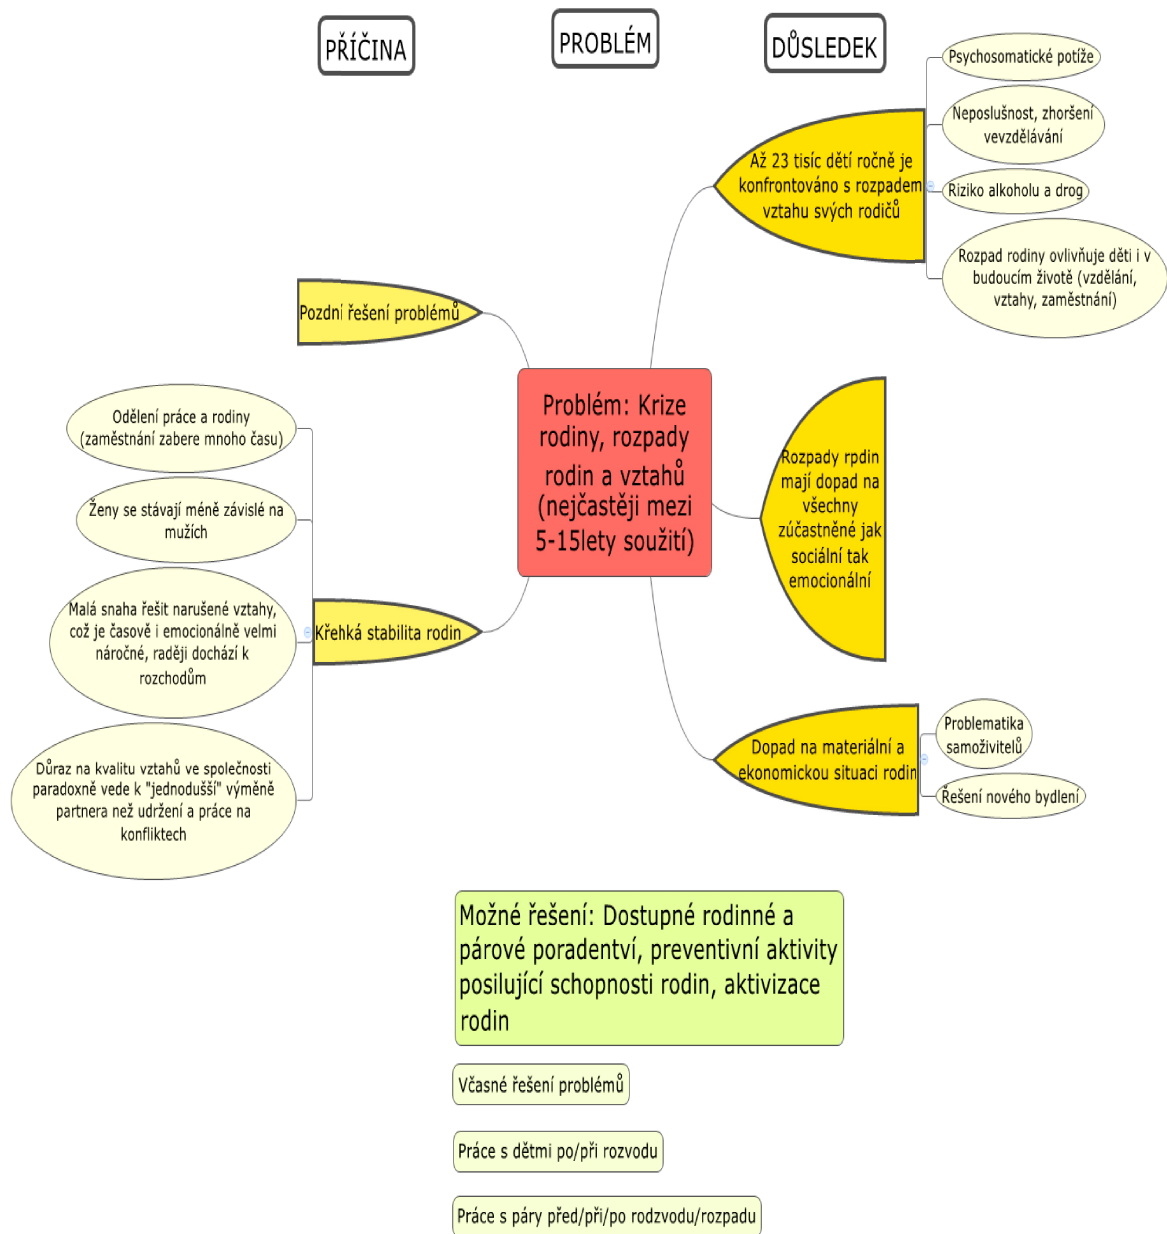 PŘÍČINA
PROBLÉM
DŮSLEDEK
Psychosomatické potíže
Neposlušnost, zhoršení
vevzdělávání
Až 23 tisíc dětí ročně je
konfrontováno s rozpadem
vztahu svých rodičů
Riziko alkoholu a drog
Rozpad rodiny ovlivňuje děti i v
budoucím životě (vzdělání,
vztahy, zaměstnání)
Pozdní řešení problémů
Problém: Krize
rodiny, rozpady
rodin a vztahů
(nejčastěji mezi
5-15lety soužití)
Odělení práce a rodiny
(zaměstnání zabere mnoho času)
Ženy se stávají méně závislé na
mužích
Malá snaha řešit narušené vztahy,
což je časově i emocionálně velmi
náročné, raději dochází k
rozchodům
Důraz na kvalitu vztahů ve společnosti
paradoxně vede k "jednodušší" výměně
partnera než udržení a práce na
konfliktech
Křehká stabilita rodin
Rozpady rpdin
mají dopad na
všechny
zúčastněné jak
sociální tak
emocionální
Dopad na materiální a
ekonomickou situaci rodin
Problematika
samoživitelů
Řešení nového bydlení
Možné řešení: Dostupné rodinné a
párové poradentví, preventivní aktivity
posilující schopnosti rodin, aktivizace
rodin
Včasné řešení problémů
Práce s dětmi po/při rozvodu
Práce s páry před/při/po rodzvodu/rozpadu